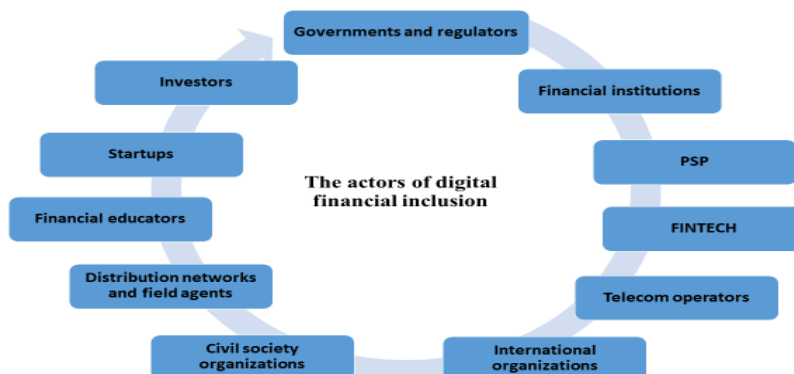 Governments and regulators
Financial institutions
PSP
FINTECH
Telecom operators
International
organizations
Civil society
organizations
Distribution networks
and field agents
Financial educators
Startups
Investors
The actors of digital
financial inclusion